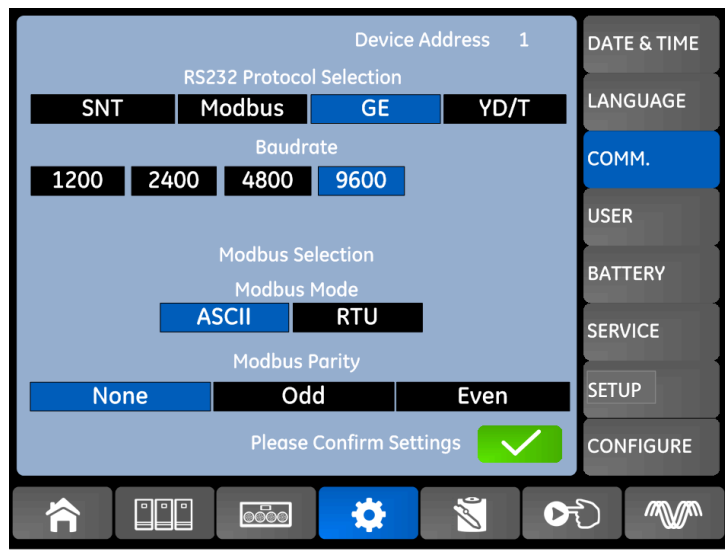 Device Address 1
RS232 Protocol Selection
SNT Modbus GE YD/T
Baudrate
1200 2400 4800 9600
Modbus Selection
Modbus Mode
ASCII RTU
Modbus Parity
None Odd Even
Please Confirm Settings
DATE & TIME
LANGUAGE
COMM.
USER
BATTERY
SERVICE
SETUP
CONFIGURE